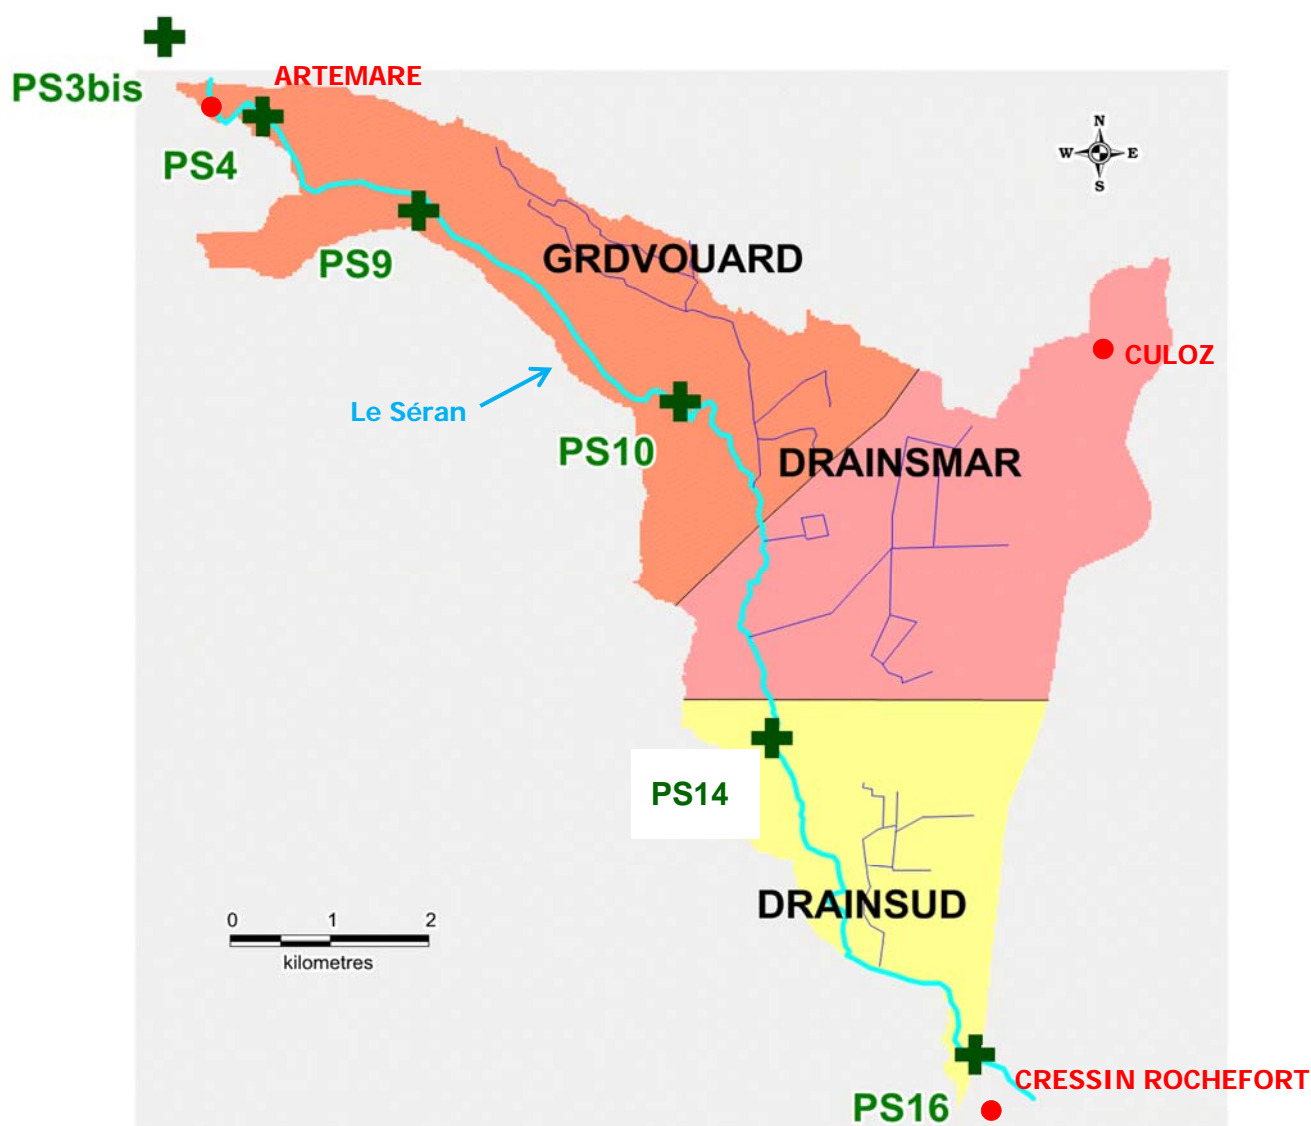 PS3bis
ARTEMARE
PS4
N
W E
S
PS9
GRDVOUARD
CULOZ
Le Séran
PS10
DRAINSMAR
PS14
DRAINSUD
0 1 2
kilometres
CRESSIN ROCHEFORT
PS16